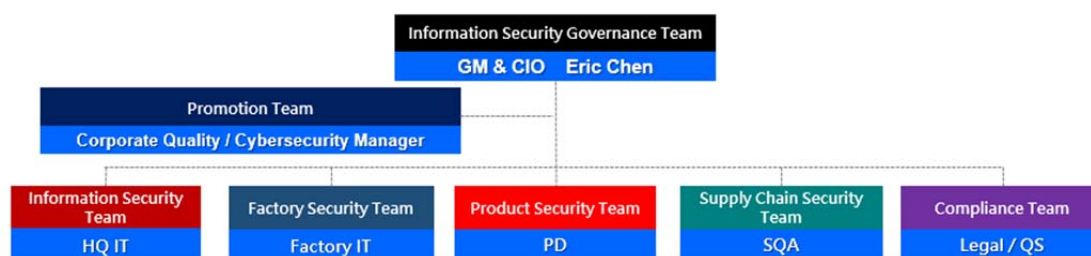 Information Security Governance Team
GM & CIO Eric Chen
Promotion Team
Corporate Quality / Cybersecurity Manager
Information Security
Team
HQ IT
Factory Security Team
Factory IT
Product Security Team
PD
Supply Chain Security
Team
SQA
Compliance Team
Legal / QS